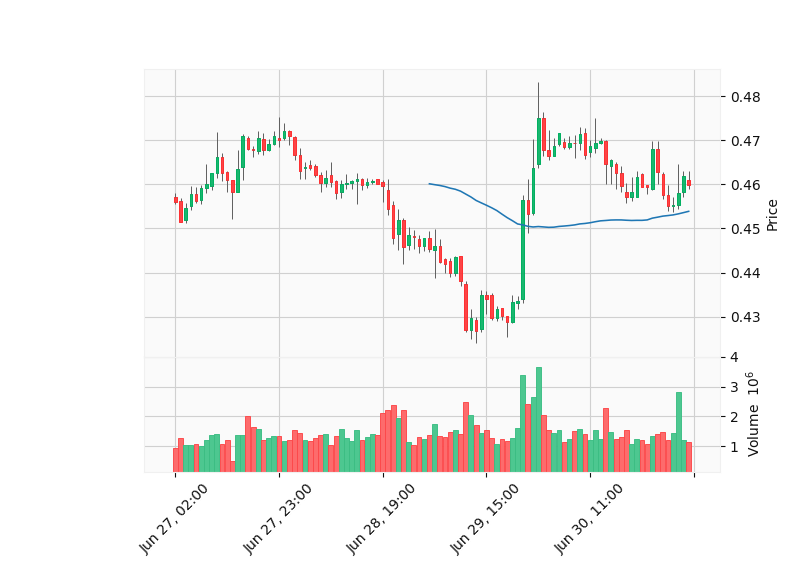 0.48
0.47
0.46
0.45
0.44
0.43
Price
4
3
2
1
Volume 10⁶
Jun 27, 02:00
Jun 27, 23:00
Jun 28, 19:00
Jun 29, 15:00
Jun 30, 11:00